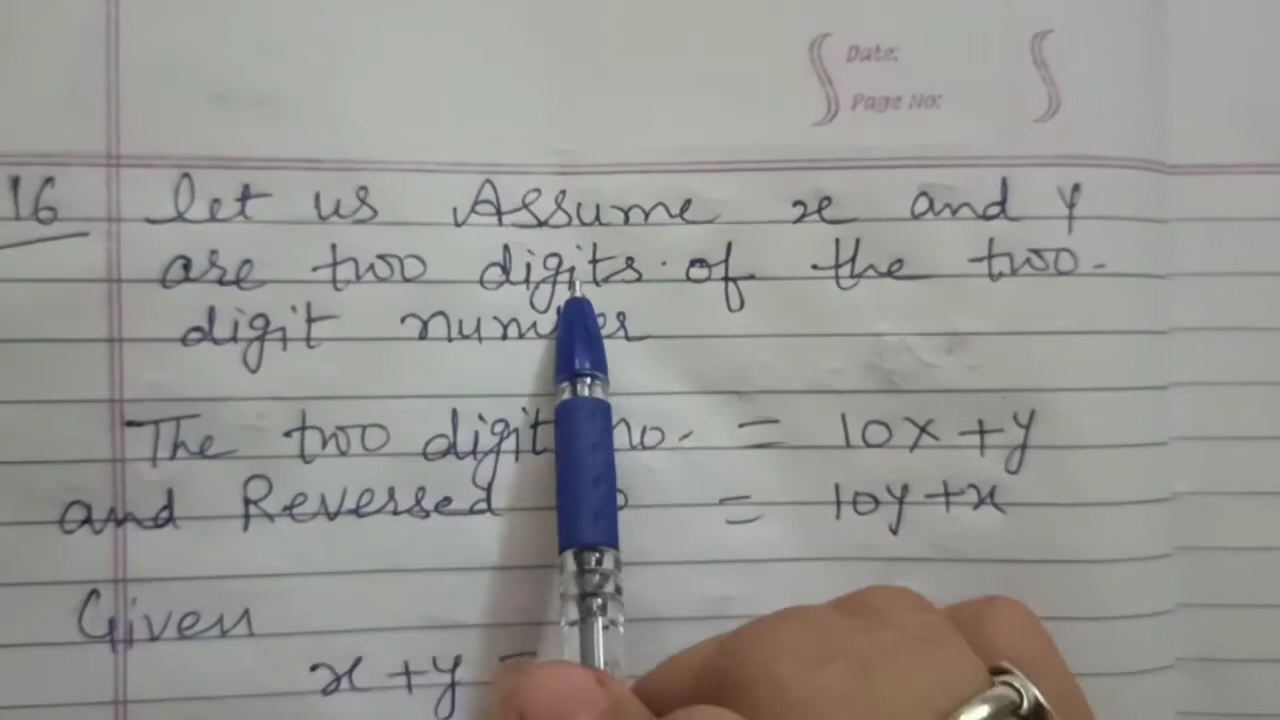 Date:
Page No:
16 let us Assume x and y
are two digits of the two-
digit
The two digit no. = 10x+y
and Reversed = 10y+x
Given
x+y =